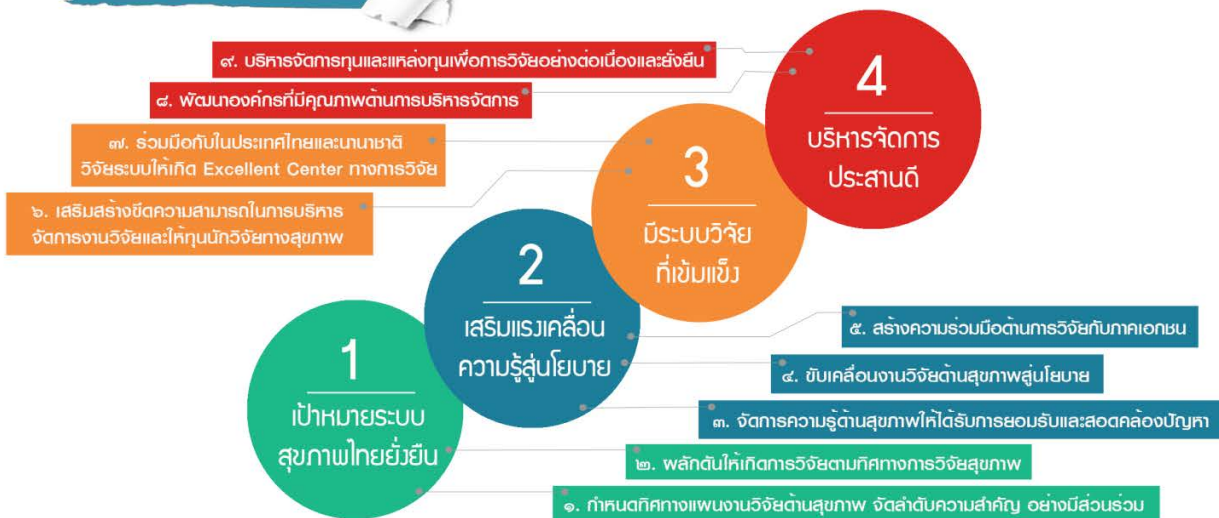 ๙. บริหารจัดการทุนและแหล่งทุนเพื่อการวิจัยอย่างต่อเนื่องและยั่งยืน
๘. พัฒนาองค์กรที่มีคุณภาพด้านการบริหารจัดการ
๗. ร่วมมือกับในประเทศไทยและนานาชาติ
วิจัยระบบให้เกิด Excellent Center ทางการวิจัย
๖. เสริมสร้างขีดความสามารถในการบริหาร
จัดการงานวิจัยและให้ทุนนักวิจัยทางสุขภาพ
4
บริหารจัดการ
ประสานดี
3
มีระบบวิจัย
ที่เข้มแข็ง
2
เสริมแรงเคลื่อน
ความรู้สู่นโยบาย
1
เป้าหมายระบบ
สุขภาพไทยยั่งยืน
๕. สร้างความร่วมมือด้านการวิจัยกับภาคเอกชน
๔. ขับเคลื่อนงานวิจัยด้านสุขภาพสู่นโยบาย
๓. จัดการความรู้ด้านสุขภาพให้ได้รับการยอมรับและสอดคล้องปัญหา
๒. พลักดันให้เกิดการวิจัยตามทิศทางการวิจัยสุขภาพ
๑. กำหนดทิศทางแผนงานวิจัยด้านสุขภาพ จัดลำดับความสำคัญ อย่างมีส่วนร่วม